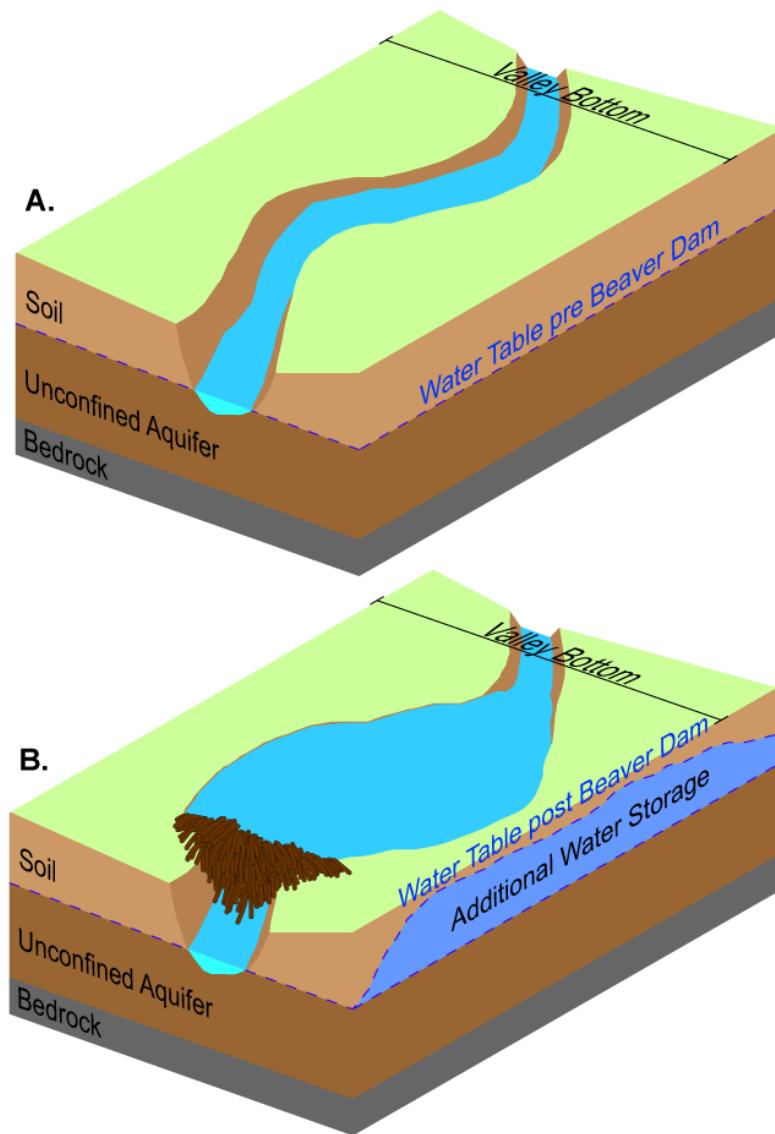 Valley Bottom
A.
Water Table pre Beaver Dam
Soil
Unconfined Aquifer
Bedrock
Valley Bottom
B.
Water Table post Beaver Dam
Additional Water Storage
Soil
Unconfined Aquifer
Bedrock